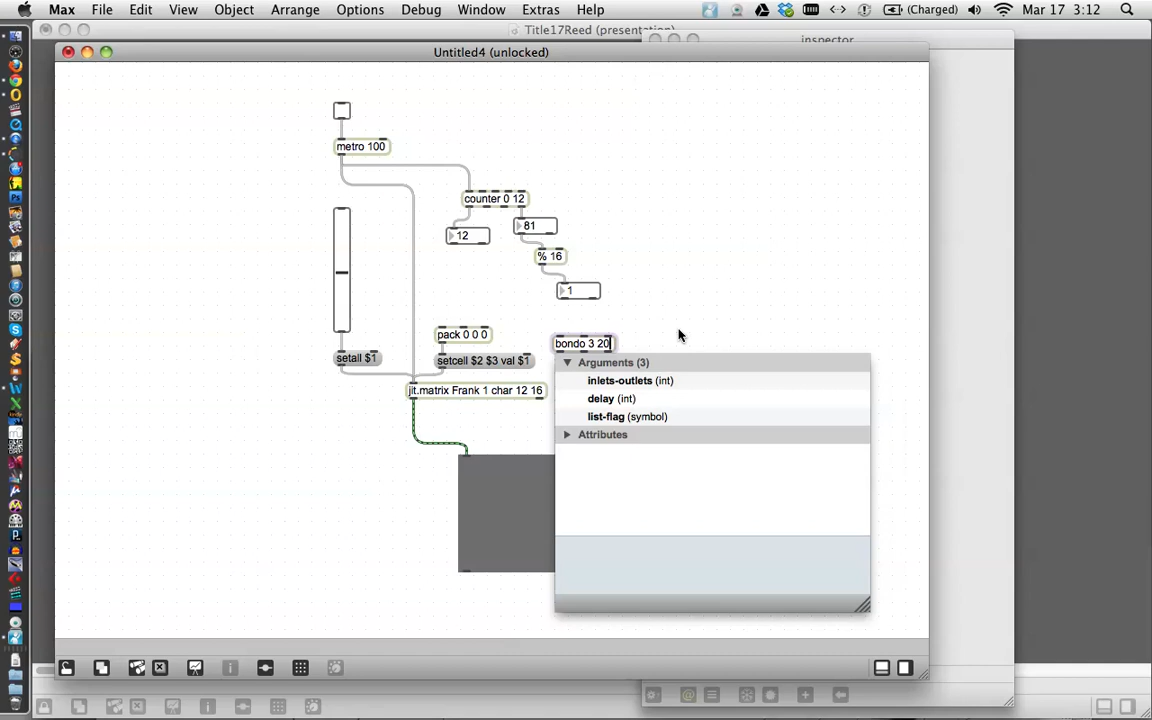 Max File Edit View Object Arrange Options Debug Window Extras Help (Charged) Mar 17 3:12
Title17Reed (presentation)
inspector
Untitled4 (unlocked)
metro 100
counter 0 12
81
12
% 16
1
pack 0 0 0
bondo 3 20
setall $1
setcell $2 $3 val $1
Arguments (3)
inlets-outlets (int)
jit.matrix Frank 1 char 12 16
delay (int)
list-flag (symbol)
Attributes